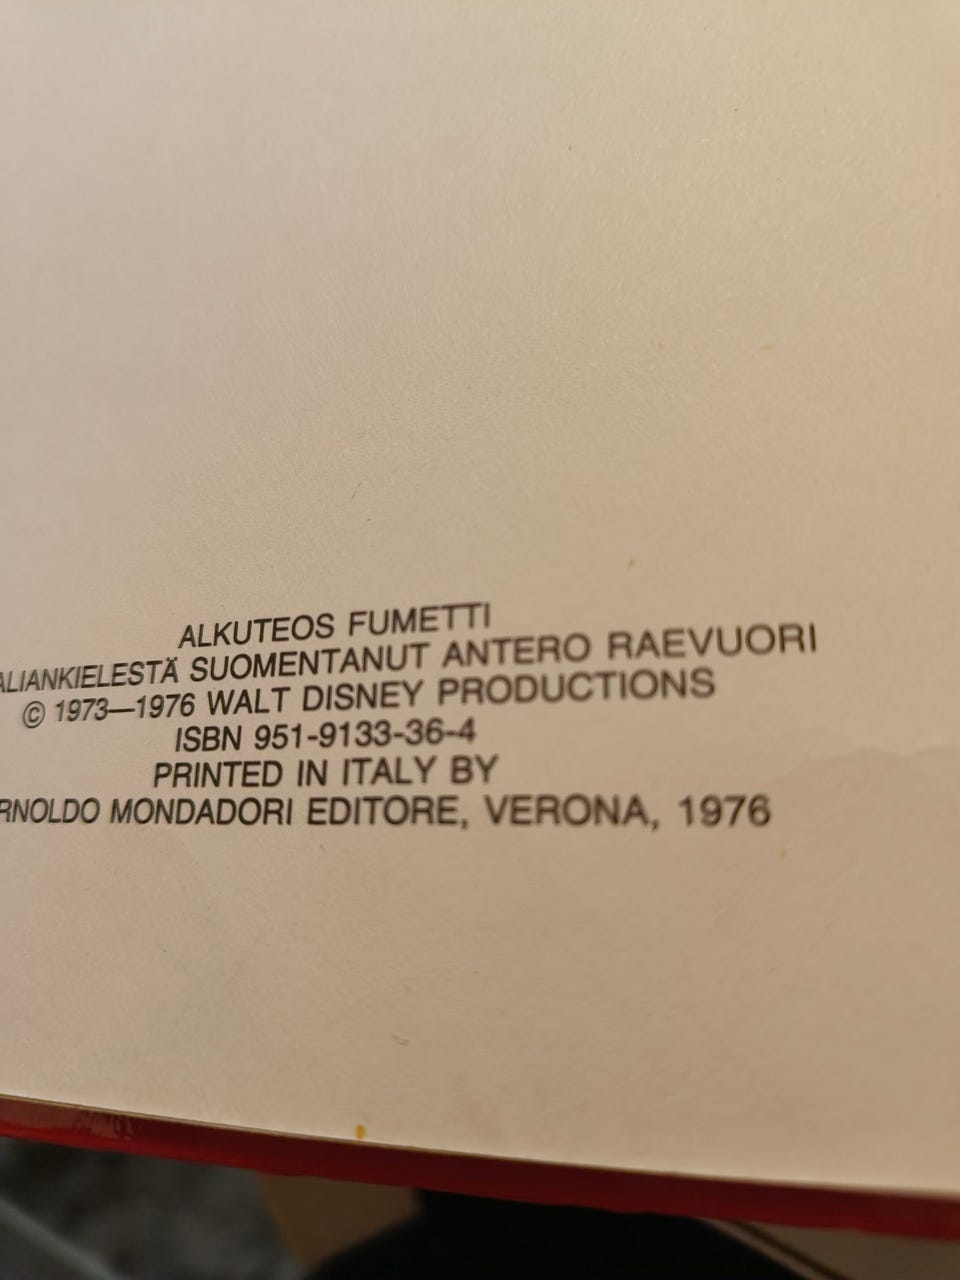 ALKUTEOS FUMETTI
ALIANKIELESTÄ SUOMENTANUT ANTERO RAEVUORI
© 1973—1976 WALT DISNEY PRODUCTIONS
ISBN 951-9133-36-4
PRINTED IN ITALY BY
RNOLDO MONDADORI EDITORE, VERONA, 1976